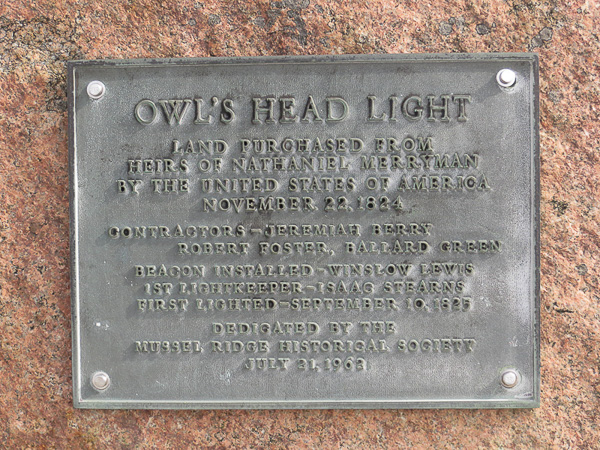 OWL'S HEAD LIGHT
LAND PURCHASED FROM
HEIRS OF NATHANIEL MERRYMAN
BY THE UNITED STATES OF AMERICA
NOVEMBER 22, 1824
CONTRACTORS—JEREMIAH BERRY
ROBERT FOSTER, BALLARD GREEN
BEACON INSTALLED—WINSLOW LEWIS
1ST LIGHTKEEPER—ISAAC STEARNS
FIRST LIGHTED—SEPTEMBER 10, 1825
DEDICATED BY THE
MUSSEL RIDGE HISTORICAL SOCIETY
JULY 21, 1962